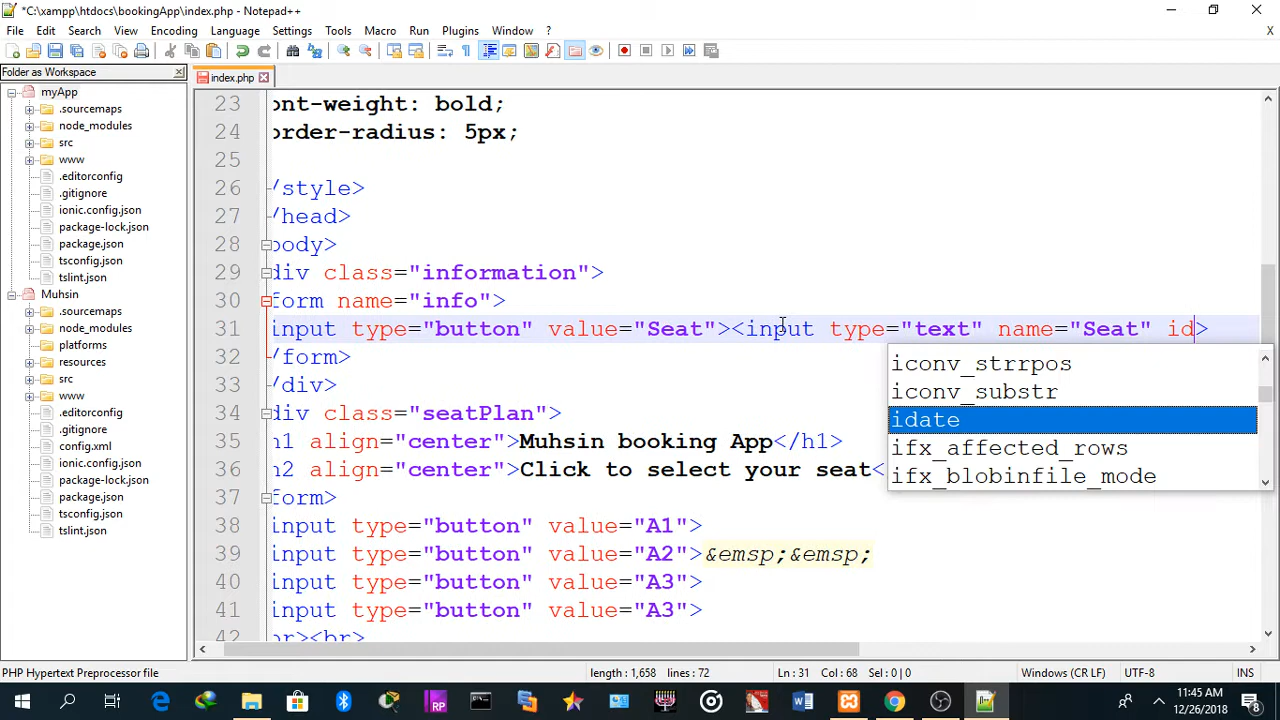 *C:\xampp\htdocs\bookingApp\index.php - Notepad++
File Edit Search View Encoding Language Settings Tools Macro Run Plugins Window ?
X
Folder as Workspace
index.php
myApp
.sourcemaps
node_modules
src
www
.editorconfig
.gitignore
ionic.config.json
package-lock.json
package.json
tsconfig.json
tslint.json
Muhsin
.sourcemaps
node_modules
platforms
resources
src
www
.editorconfig
.gitignore
config.xml
ionic.config.json
package-lock.json
package.json
tsconfig.json
tslint.json
23 ont-weight: bold;
24 order-radius: 5px;
25
26 /style>
27 /head>
28 body>
29 div class="information">
30 form name="info">
31 input type="button" value="Seat"><input type="text" name="Seat" id>
32 /form>
33 /div>
34 div class="seatPlan">
35 h1 align="center">Muhsin booking App</h1>
36 h2 align="center">Click to select your seat<
37 form>
38 input type="button" value="A1">
39 input type="button" value="A2">&emsp;&emsp;
40 input type="button" value="A3">
41 input type="button" value="A3">
42 br><br>
iconv_strrpos
iconv_substr
idate
ifx_affected_rows
ifx_blobinfile_mode
PHP Hypertext Preprocessor file length : 1,658 lines : 72 Ln : 31 Col : 68 Sel : 0 | 0 Windows (CR LF) UTF-8 INS
RP
11:45 AM
12/26/2018
8